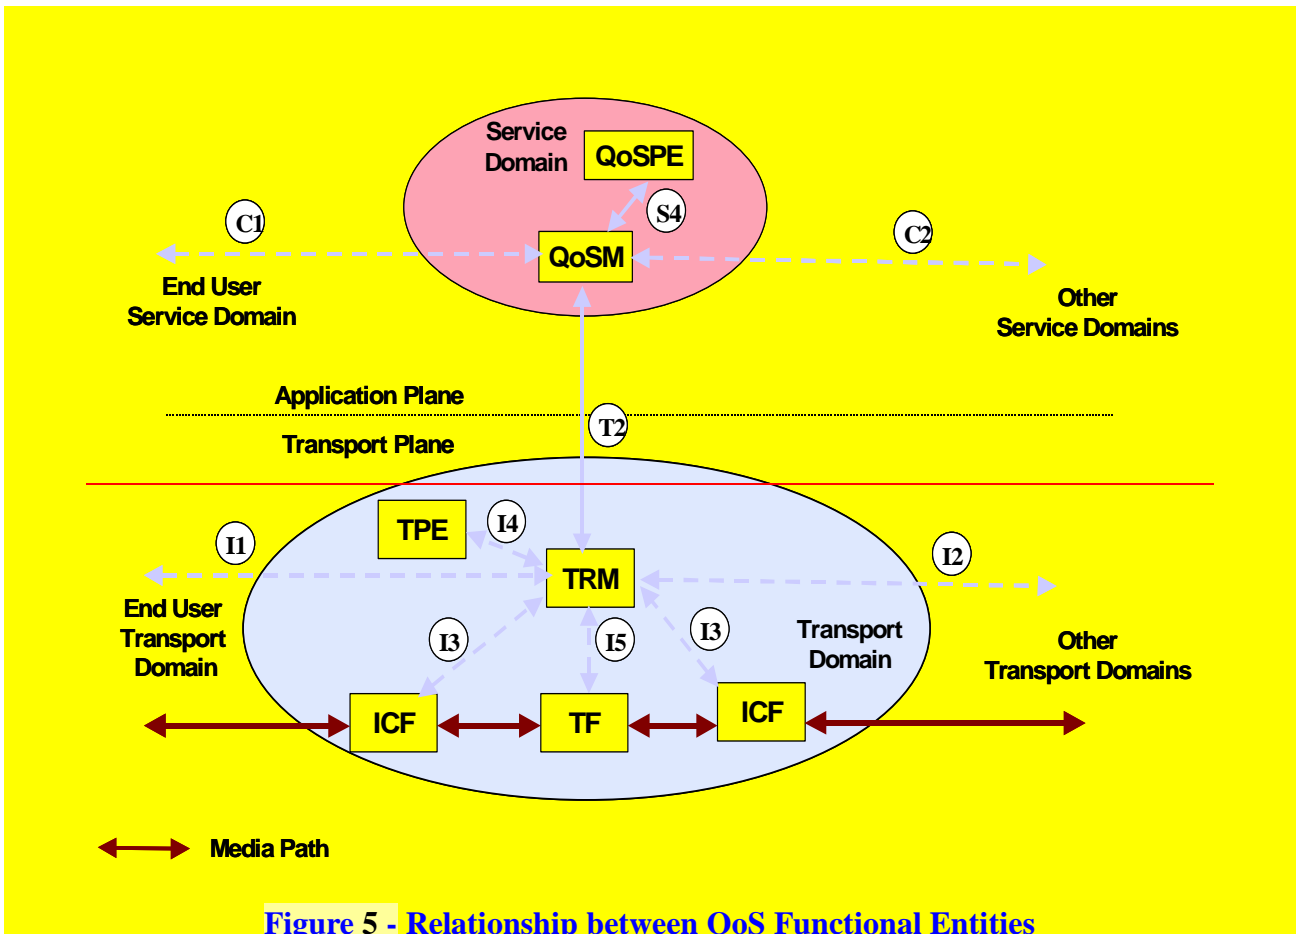 Service
Domain
QoSPE
S4
C1
C2
QoSM
End User
Service Domain
Other
Service Domains
Application Plane
T2
Transport Plane
TPE
I4
I1
I2
TRM
End User
Transport
Domain
I3
I5
I3
Transport
Domain
Other
Transport Domains
ICF
TF
ICF
Media Path
Figure 5 - Relationship between QoS Functional Entities